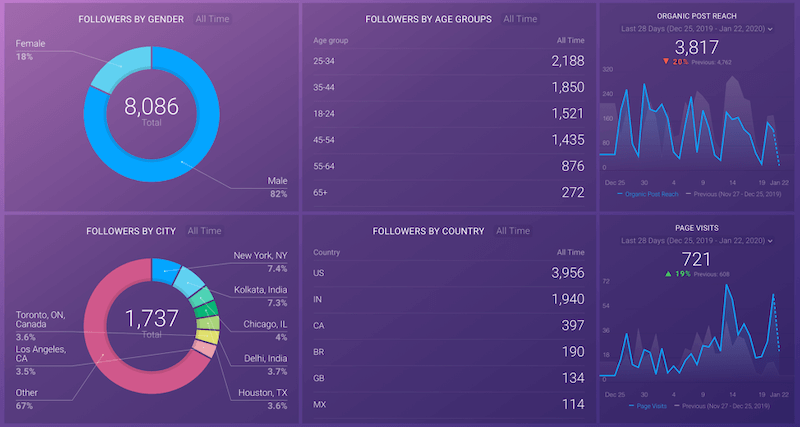 FOLLOWERS BY GENDER All Time
Female
18%
8,086
Total
Male
82%
FOLLOWERS BY AGE GROUPS All Time
Age group All Time
25-34 2,188
35-44 1,850
18-24 1,521
45-54 1,435
55-64 876
65+ 272
ORGANIC POST REACH
Last 28 Days (Dec 25, 2019 - Jan 22, 2020)
3,817
▼ 20% Previous: 4,762
320
240
160
80
0
Dec 25 30 4 9 14 19 Jan 22
Organic Post Reach Previous (Nov 27 - Dec 25, 2019)
FOLLOWERS BY CITY All Time
New York, NY
7.4%
Kolkata, India
7.3%
Chicago, IL
4%
Delhi, India
3.7%
Houston, TX
3.6%
Toronto, ON,
Canada
3.6%
Los Angeles,
CA
3.5%
Other
67%
1,737
Total
FOLLOWERS BY COUNTRY All Time
Country All Time
US 3,956
IN 1,940
CA 397
BR 190
GB 134
MX 114
PAGE VISITS
Last 28 Days (Dec 25, 2019 - Jan 22, 2020)
721
▲ 19% Previous: 608
72
54
36
18
0
Dec 25 30 4 9 14 19 Jan 22
Page Visits Previous (Nov 27 - Dec 25, 2019)